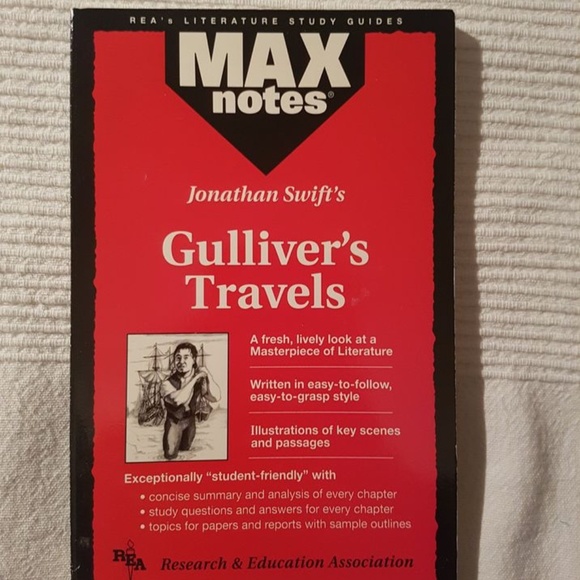 REA's LITERATURE STUDY GUIDES
MAX
notes®
Jonathan Swift's
Gulliver's
Travels
A fresh, lively look at a
Masterpiece of Literature
Written in easy-to-follow,
easy-to-grasp style
Illustrations of key scenes
and passages
Exceptionally "student-friendly" with
• concise summary and analysis of every chapter
• study questions and answers for every chapter
• topics for papers and reports with sample outlines
REA Research & Education Association